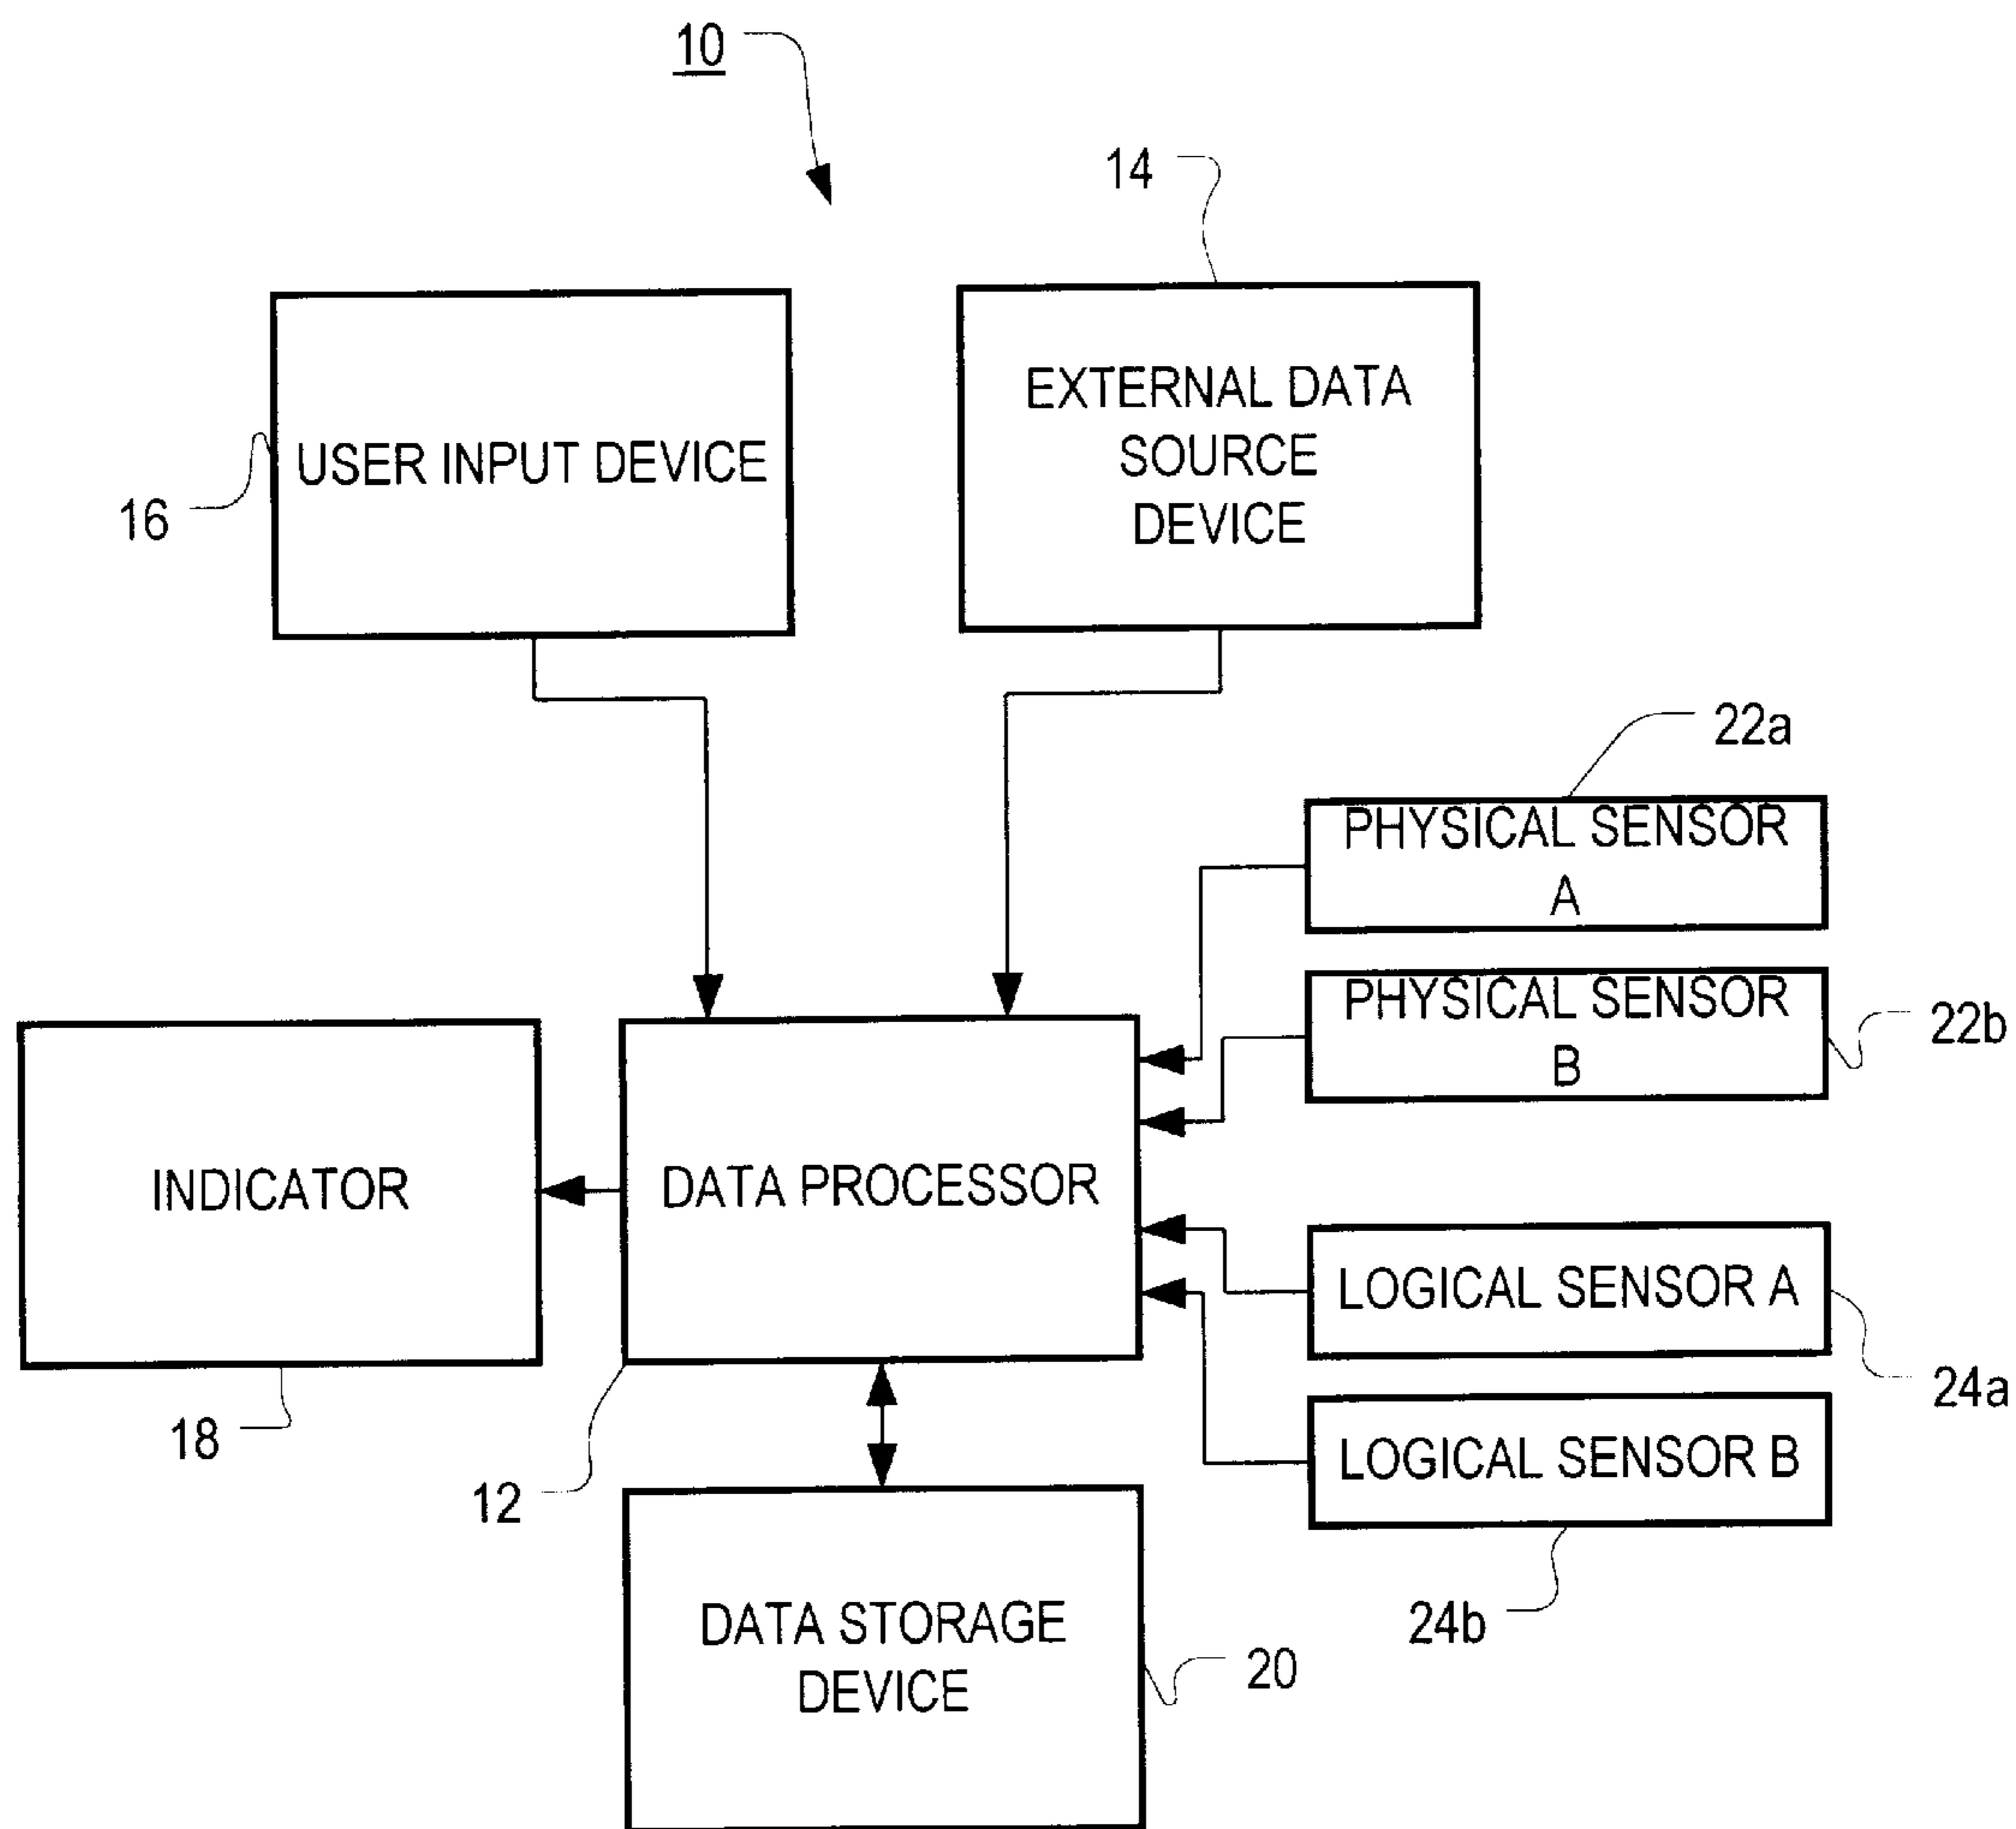 10
14
USER INPUT DEVICE
16
EXTERNAL DATA
SOURCE
DEVICE
22a
PHYSICAL SENSOR
A
PHYSICAL SENSOR
B
22b
INDICATOR
18
DATA PROCESSOR
12
LOGICAL SENSOR A
24a
LOGICAL SENSOR B
24b
DATA STORAGE
DEVICE
20